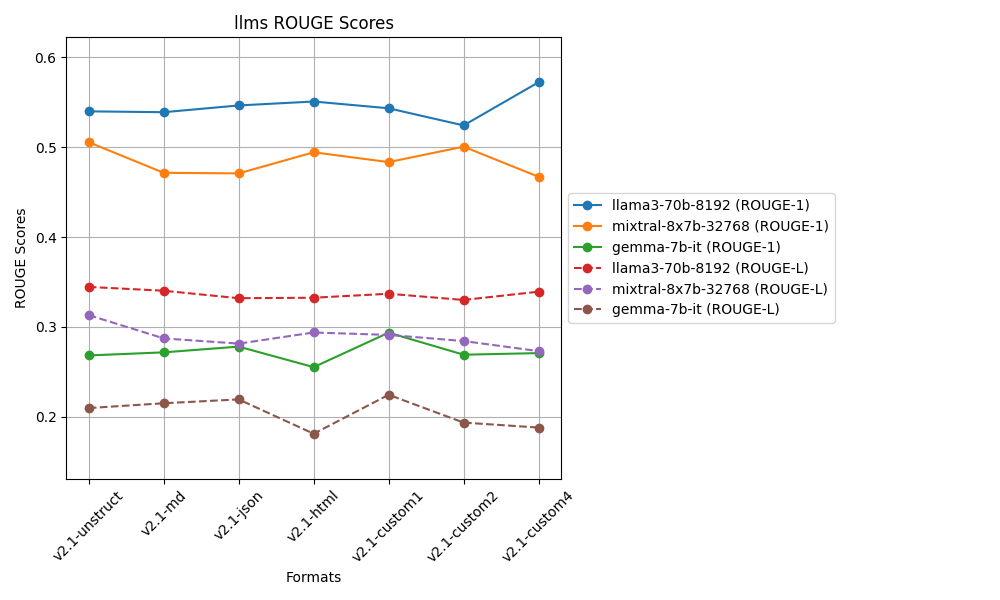 llms ROUGE Scores
ROUGE Scores
0.6
0.5
0.4
0.3
0.2
v2.1-unstruct
v2.1-md
v2.1-json
v2.1-html
v2.1-custom1
v2.1-custom2
v2.1-custom4
Formats
llama3-70b-8192 (ROUGE-1)
mixtral-8x7b-32768 (ROUGE-1)
gemma-7b-it (ROUGE-1)
llama3-70b-8192 (ROUGE-L)
mixtral-8x7b-32768 (ROUGE-L)
gemma-7b-it (ROUGE-L)